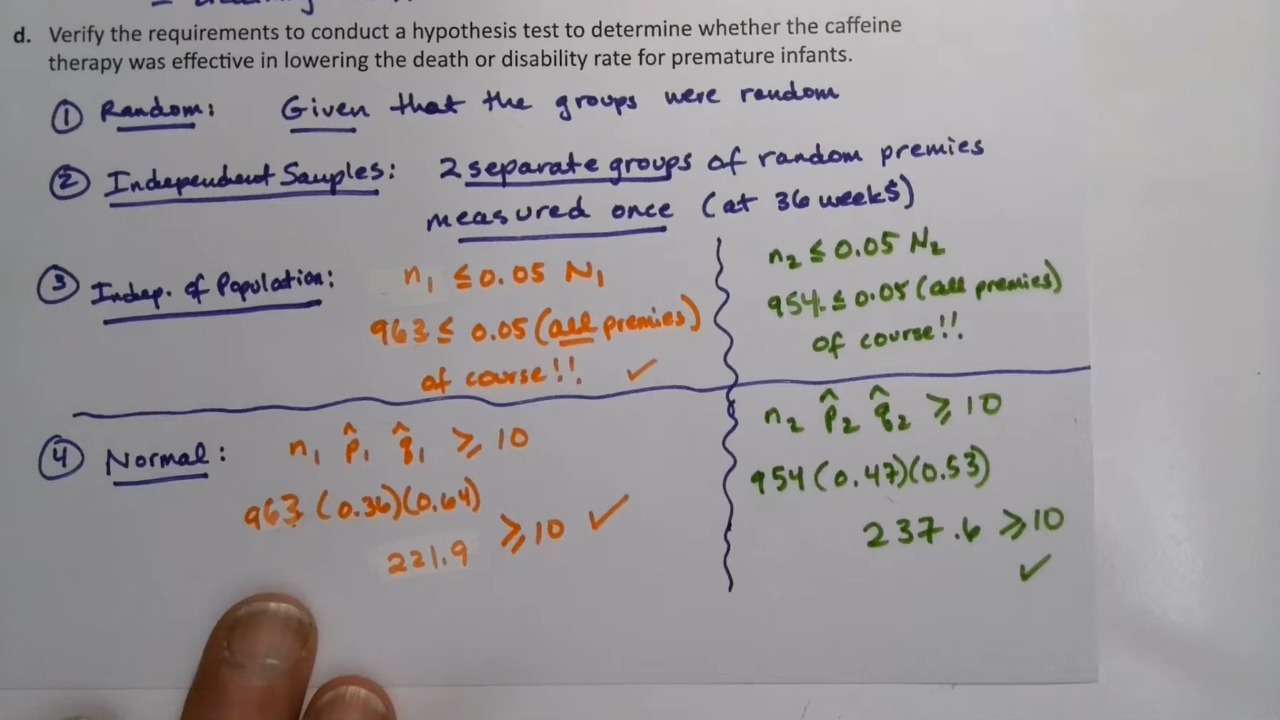 d. Verify the requirements to conduct a hypothesis test to determine whether the caffeine
therapy was effective in lowering the death or disability rate for premature infants.
① Random: Given that the groups were random
② Independent Samples: 2 separate groups of random premies
measured once (at 36 weeks)
③ Indep. of Population:
n₁ ≤ 0.05 N₁
963 ≤ 0.05 (all premies)
of course!! ✓
n₂ ≤ 0.05 N₂
954 ≤ 0.05 (all premies)
of course!!
④ Normal:
n₁ p̂₁ q̂₁ ≥ 10
963 (0.36)(0.64)
221.9 ≥ 10 ✓
n₂ p̂₂ q̂₂ ≥ 10
954 (0.47)(0.53)
237.6 ≥ 10
✓